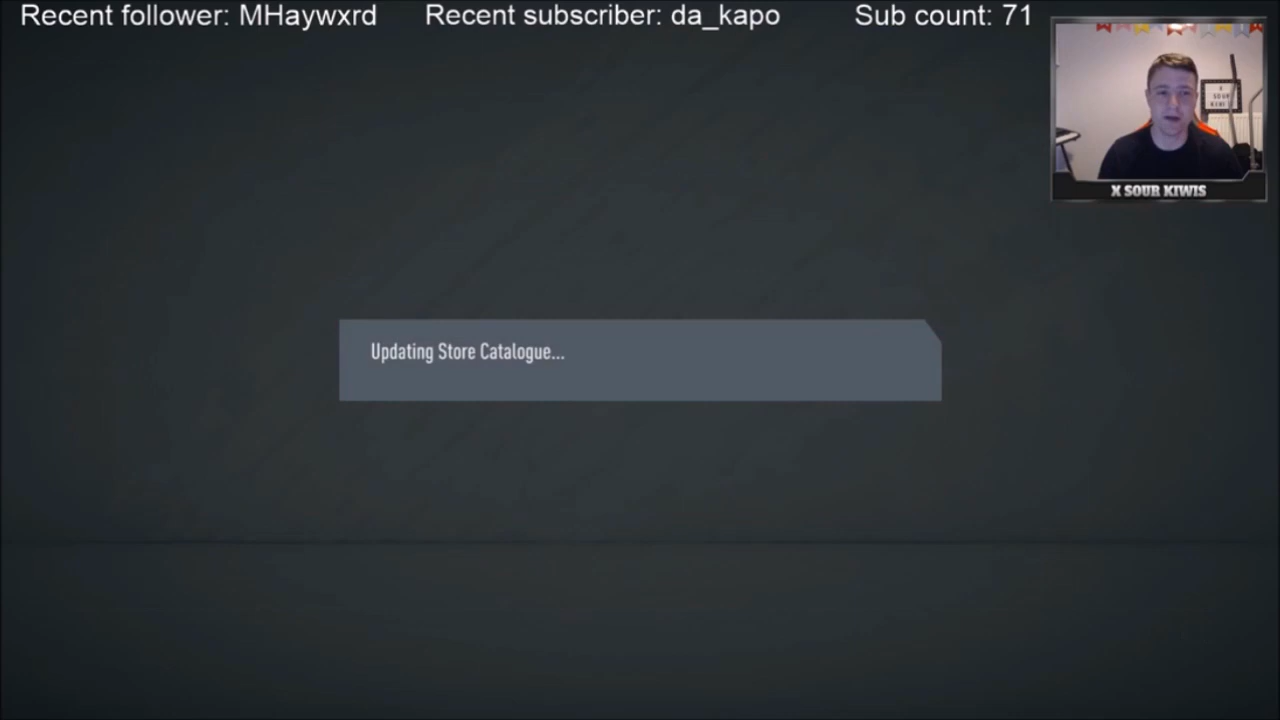 Recent follower: MHaywxrd Recent subscriber: da_kapo Sub count: 71
X SOUR KIWIS
Updating Store Catalogue...